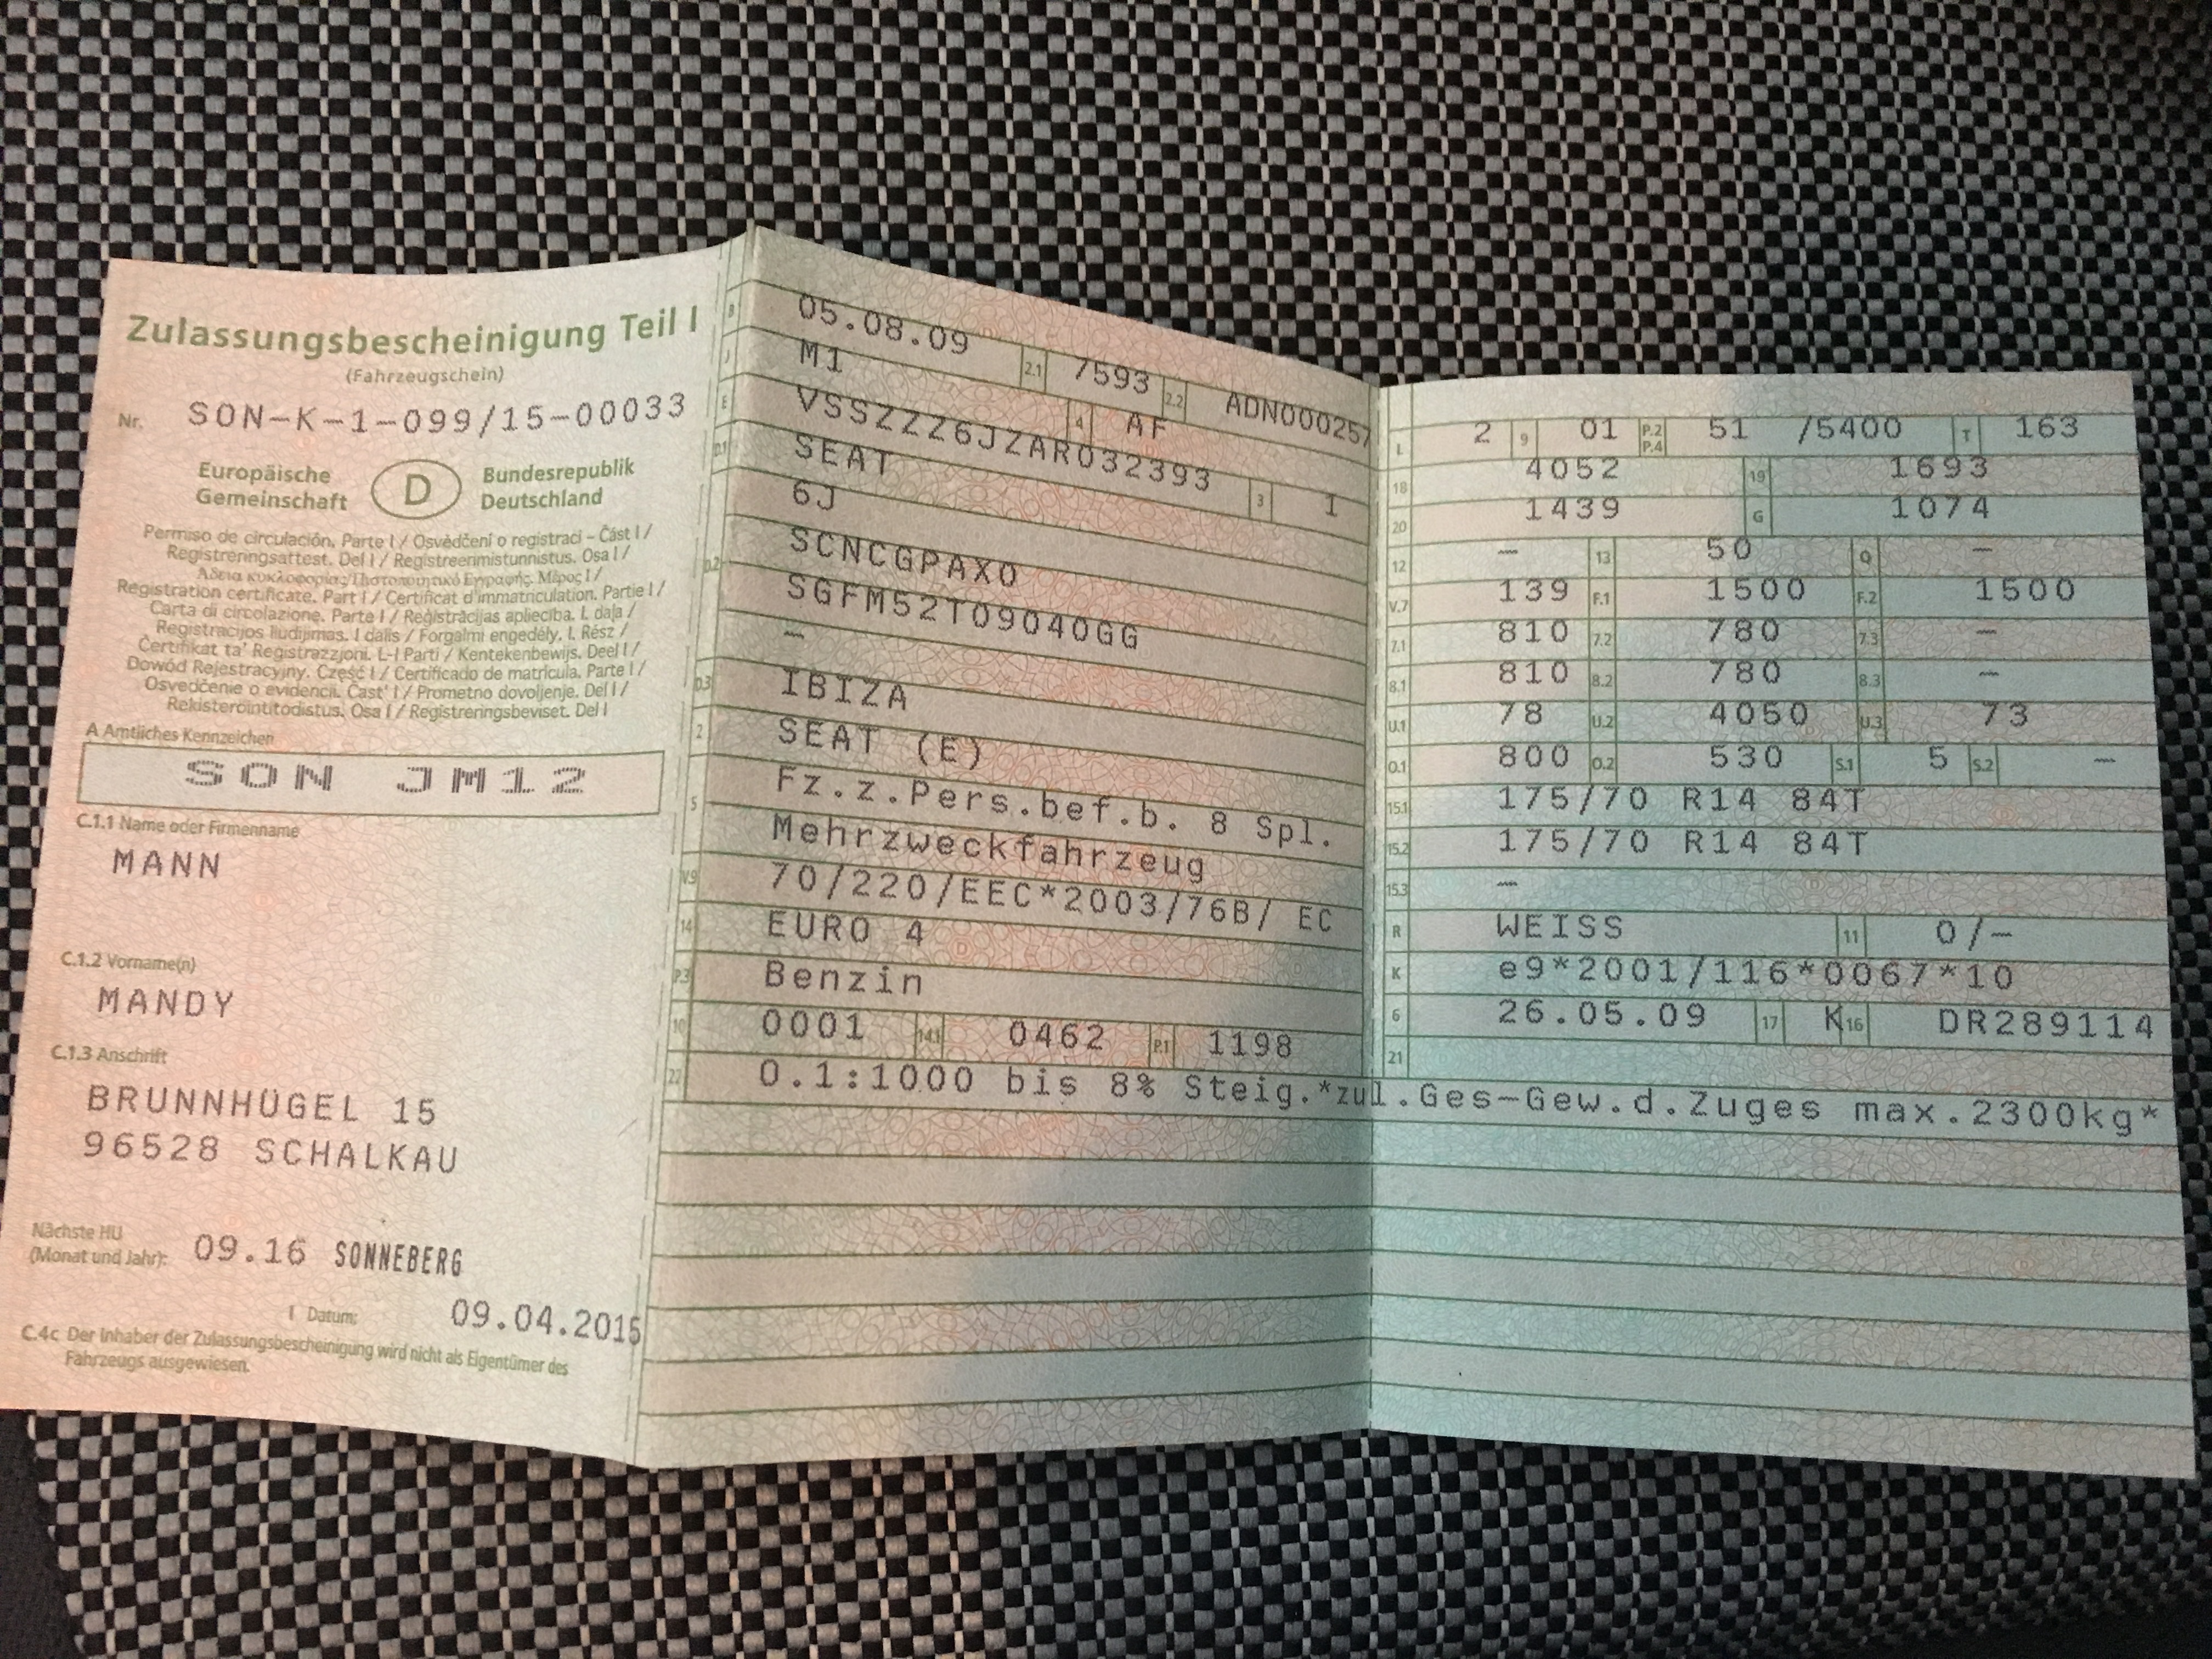 Zulassungsbescheinigung Teil I
(Fahrzeugschein)
Nr. SON-K-1-099/15-00033
Europäische Gemeinschaft D Bundesrepublik Deutschland
Permiso de circulación. Parte I / Osvědčení o registraci – Část I /
Registreringsattest. Del I / Registreerimistunnistus. Osa I /
Registration certificate. Part I / Certificat d'immatriculation. Partie I /
Carta di circolazione. Parte I / Reģistrācijas apliecība. I. daļa /
Registracijos liudijimas. I dalis / Forgalmi engedély. I. Rész /
Certifikat ta' Reġistrazzjoni. L-I Parti / Kentekenbewijs. Deel I /
Dowód Rejestracyjny. Część I / Certificado de matrícula. Parte I /
Osvedčenie o evidencii. Časť I / Prometno dovoljenje. Del I /
Rekisteröintitodistus. Osa I / Registreringsbeviset. Del I
A Amtliches Kennzeichen
SON JM12
C.1.1 Name oder Firmenname
MANN
C.1.2 Vorname(n)
MANDY
C.1.3 Anschrift
BRUNNHÜGEL 15
96528 SCHALKAU
Nächste HU
(Monat und Jahr): 09.16 SONNEBERG
I Datum: 09.04.2015
C.4c Der Inhaber der Zulassungsbescheinigung wird nicht als Eigentümer des
Fahrzeugs ausgewiesen.
B 05.08.09 2.1 7593 2.2 ADN000257
J M1 4 AF
E VSSZZZ6JZAR032393 3 1
D.1 SEAT
D.2 6J
SCNCGPAX0
SGFM52T09040GG
-
D.3 IBIZA
2 SEAT (E)
5 Fz.z.Pers.bef.b. 8 Spl.
Mehrzweckfahrzeug
V.9 70/220/EEC*2003/76B/ EC
14 EURO 4
P.3 Benzin
10 0001 14.1 0462 P.1 1198
22 0.1:1000 bis 8% Steig.*zul.Ges-Gew.d.Zuges max.2300kg*
L 2 9 01 P.2 P.4 51 /5400 T 163
18 4052 19 1693
20 1439 G 1074
12 - 13 50 Q -
V.7 139 F.1 1500 F.2 1500
7.1 810 7.2 780 7.3 -
8.1 810 8.2 780 8.3 -
U.1 78 U.2 4050 U.3 73
O.1 800 O.2 530 S.1 5 S.2 -
15.1 175/70 R14 84T
15.2 175/70 R14 84T
15.3 -
R WEISS 11 0/-
K e9*2001/116*0067*10
6 26.05.09 17 K 16 DR289114
21